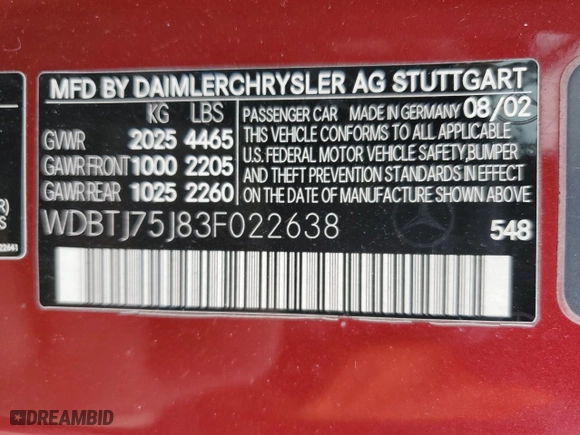 MFD BY DAIMLERCHRYSLER AG STUTTGART
KG LBS
GVWR 2025 4465
GAWR FRONT 1000 2205
GAWR REAR 1025 2260
PASSENGER CAR MADE IN GERMANY 08/02
THIS VEHICLE CONFORMS TO ALL APPLICABLE
U.S. FEDERAL MOTOR VEHICLE SAFETY, BUMPER
AND THEFT PREVENTION STANDARDS IN EFFECT
ON DATE OF MANUFACTURE SHOWN ABOVE
WDBTJ75J83F022638
548
R)
S
22641
DREAMBID